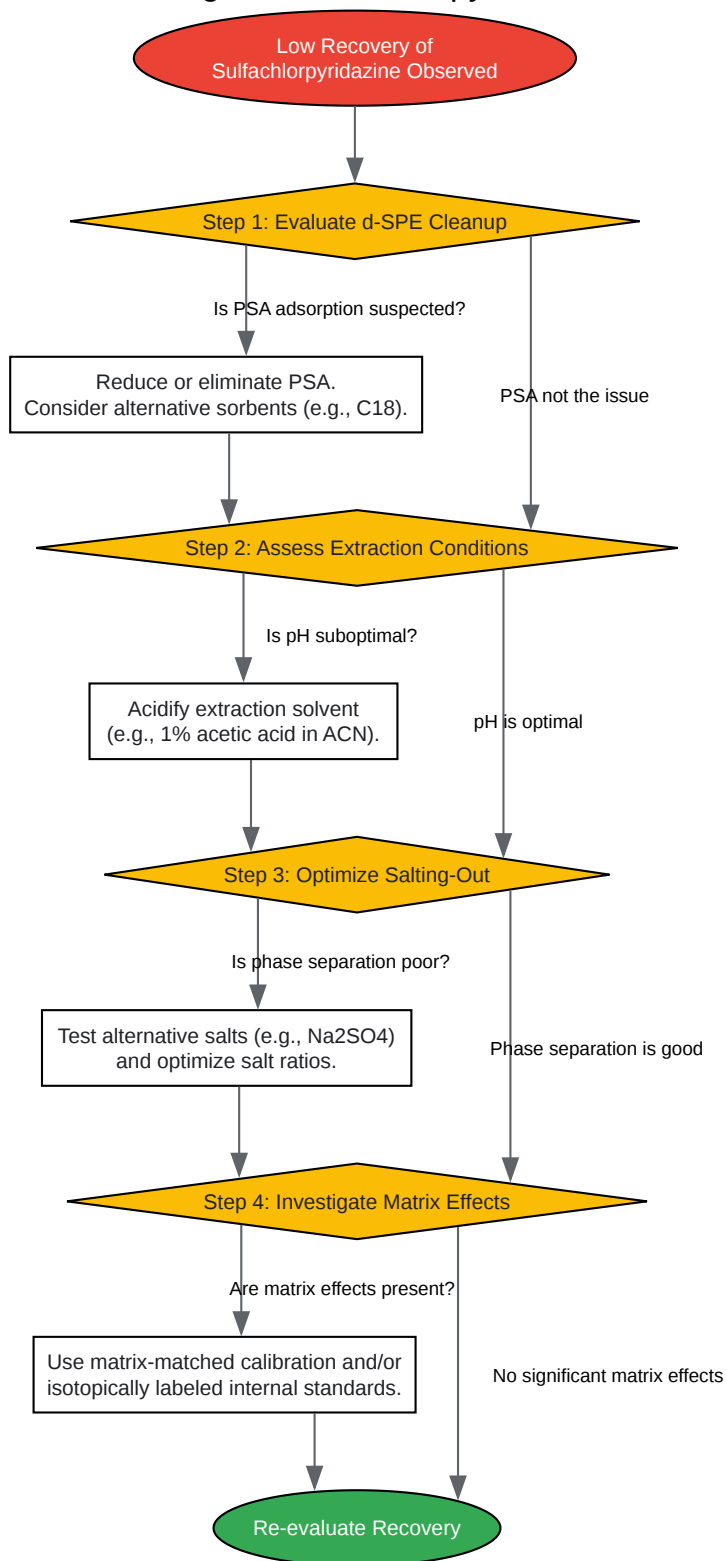 Low Recovery of
Sulfachlorpyridazine Observed
Step 1: Evaluate d-SPE Cleanup
Is PSA adsorption suspected?
Reduce or eliminate PSA.
Consider alternative sorbents (e.g., C18).
PSA not the issue
Step 2: Assess Extraction Conditions
Is pH suboptimal?
Acidify extraction solvent
(e.g., 1% acetic acid in ACN).
pH is optimal
Step 3: Optimize Salting-Out
Is phase separation poor?
Test alternative salts (e.g., Na2SO4)
and optimize salt ratios.
Phase separation is good
Step 4: Investigate Matrix Effects
Are matrix effects present?
Use matrix-matched calibration and/or
isotopically labeled internal standards.
No significant matrix effects
Re-evaluate Recovery